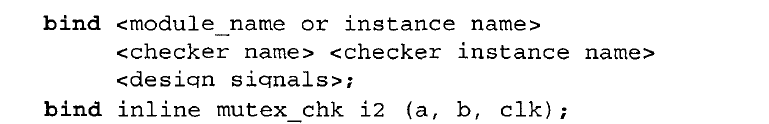 bind <module_name or instance name>
<checker name> <checker instance name>
<design signals>;
bind inline mutex_chk i2 (a, b, clk);